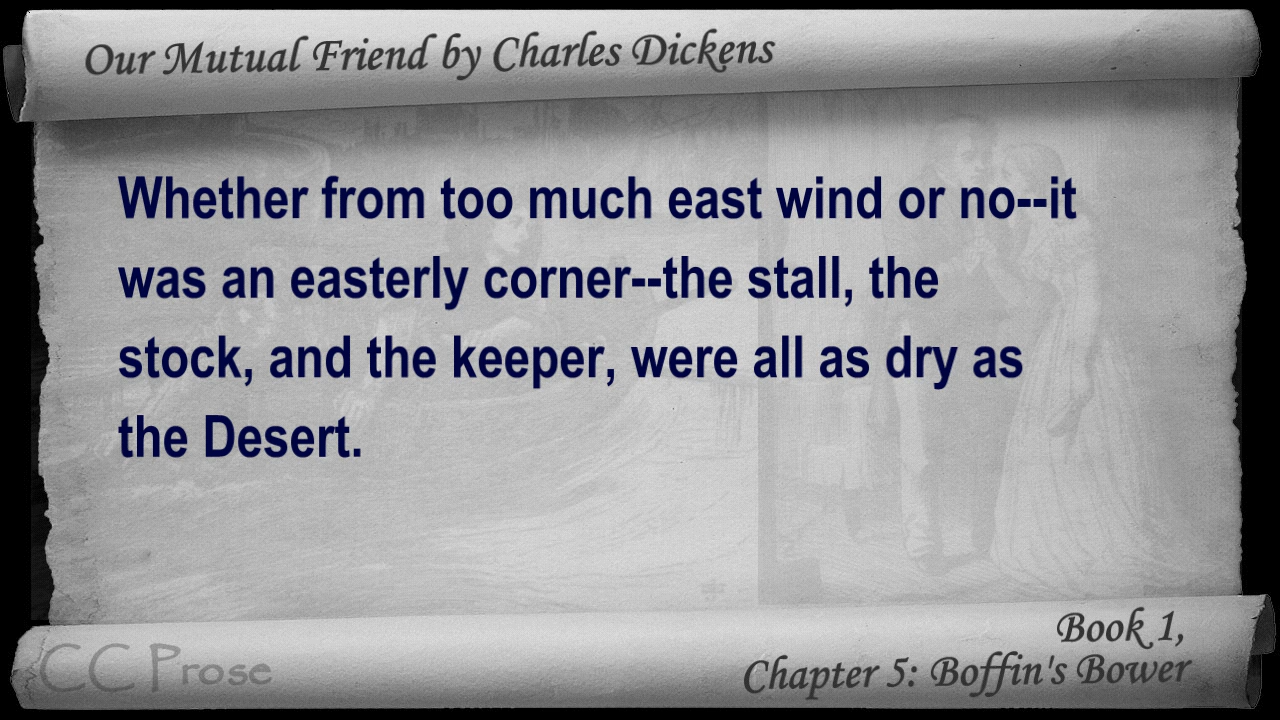 Our Mutual Friend by Charles Dickens
Whether from too much east wind or no--it
was an easterly corner--the stall, the
stock, and the keeper, were all as dry as
the Desert.
Book 1,
Chapter 5: Boffin's Bower
CC Prose